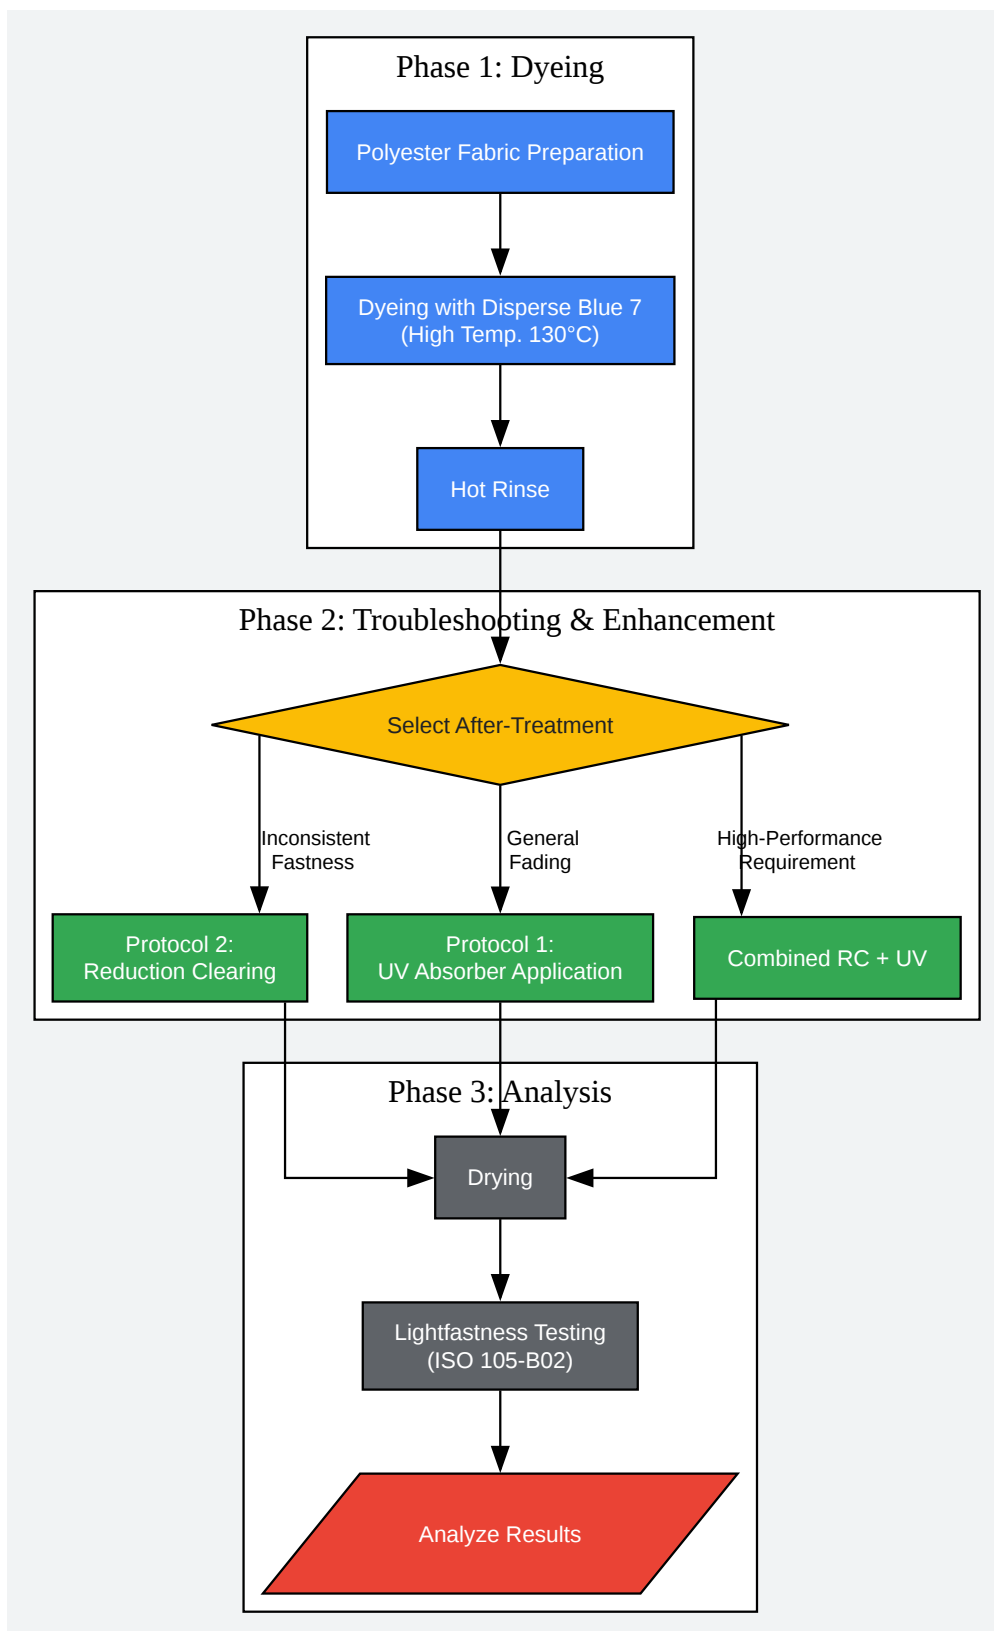 Phase 1: Dyeing
Polyester Fabric Preparation
Dyeing with Disperse Blue 7
(High Temp. 130°C)
Hot Rinse
Phase 2: Troubleshooting & Enhancement
Select After-Treatment
Inconsistent
Fastness
General
Fading
High-Performance
Requirement
Protocol 2:
Reduction Clearing
Protocol 1:
UV Absorber Application
Combined RC + UV
Phase 3: Analysis
Drying
Lightfastness Testing
(ISO 105-B02)
Analyze Results